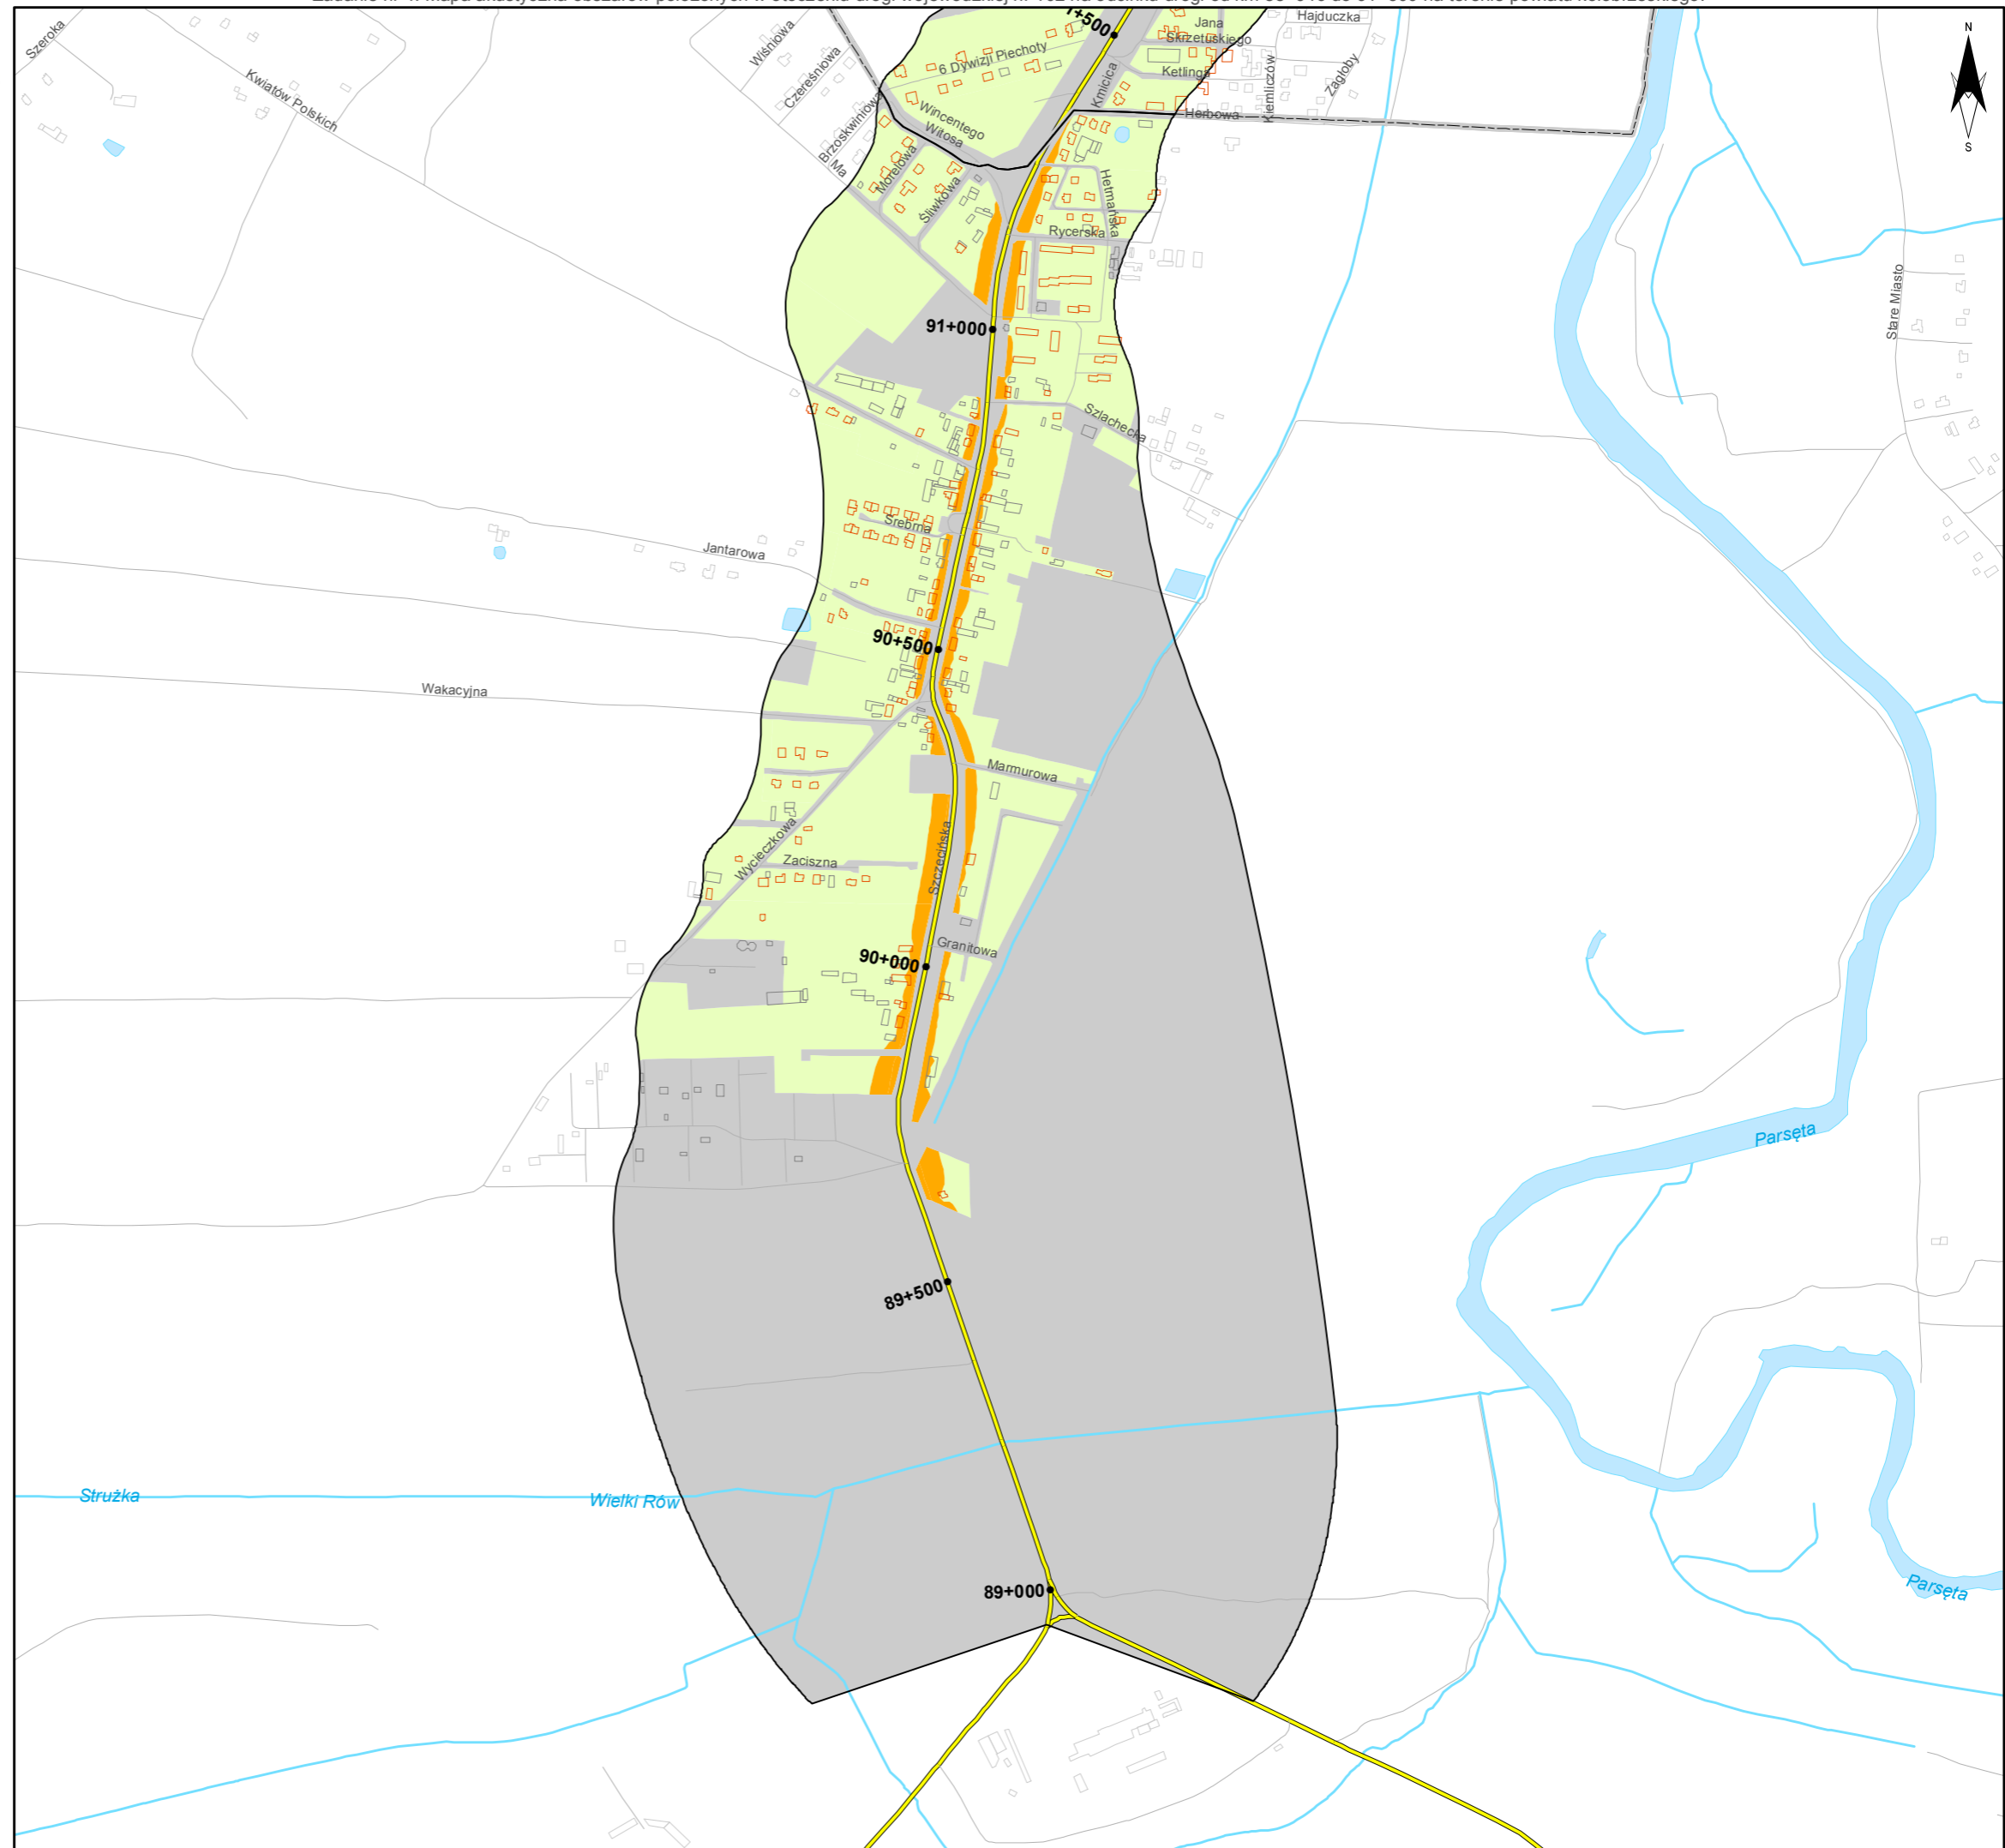 Szeroka
Kwiatów Polskich
Wiśniowa
Czereśniowa
Brzoskwiniowa
Ma
Morelowa
Śliwkowa
6 Dywizji Piechoty
Wincentego
Witosa
+500
Kmicica
Jana
Skrzetuskiego
Ketlinga
Hajduczka
Kiemliczów
Zagłoby
Herbowa
N
S
Hetmańska
Rycerska
Stare Miasto
91+000
Szlachecka
Srebrna
Jantarowa
90+500
Wakacyjna
Marmurowa
Szczecińska
Wycieczkowa
Zaciszna
Granitowa
90+000
Parsęta
89+500
Strużka
Wielki Rów
89+000
Parsęta